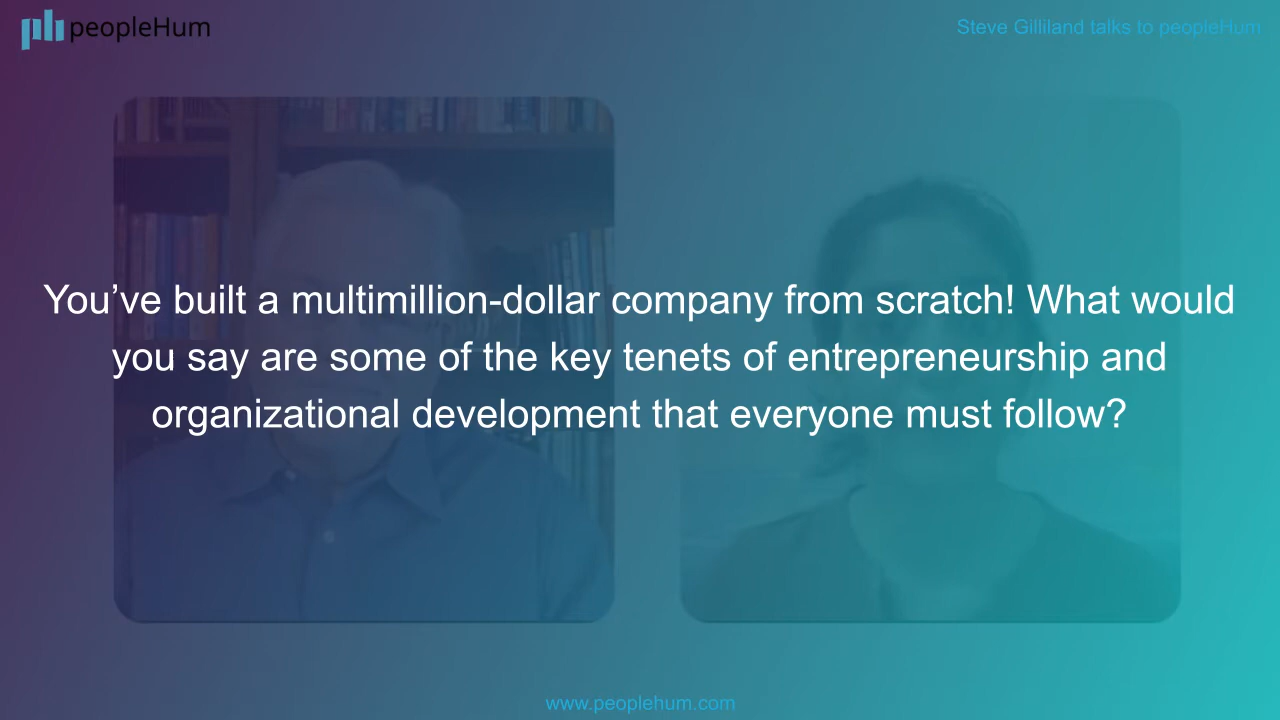 peopleHum
Steve Gilliland talks to peopleHum
You’ve built a multimillion-dollar company from scratch! What would
you say are some of the key tenets of entrepreneurship and
organizational development that everyone must follow?
www.peoplehum.com